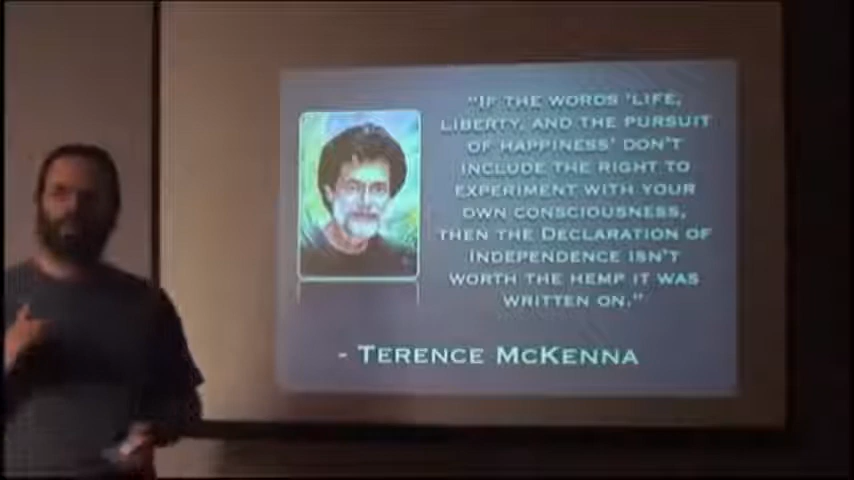 "If the words 'life,
liberty, and the pursuit
of happiness' don't
include the right to
experiment with your
own consciousness,
then the Declaration of
Independence isn't
worth the hemp it was
written on."
- Terence McKenna